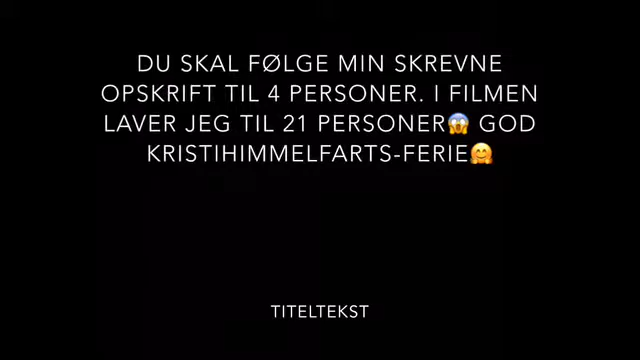 DU SKAL FØLGE MIN SKREVNE
OPSKRIFT TIL 4 PERSONER. I FILMEN
LAVER JEG TIL 21 PERSONER😱 GOD
KRISTIHIMMELFARTS-FERIE🤗
TITELTEKST